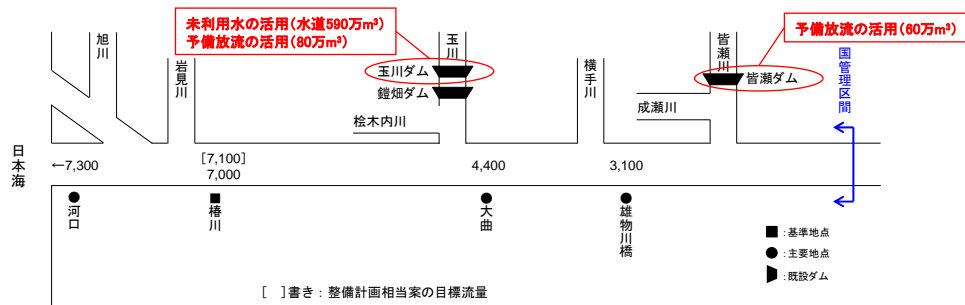 未利用水の活用(水道590万m³)
予備放流の活用(80万m³)
予備放流の活用(60万m³)
旭川
岩見川
玉川
横手川
皆瀬川
国管理区間
玉川ダム
鎧畑ダム
皆瀬ダム
成瀬川
桧木内川
日本海
←7,300
[7,100]
7,000
4,400
3,100
河口
椿川
大曲
雄物川橋
■:基準地点
●:主要地点
:既設ダム
[ ]書き:整備計画相当案の目標流量